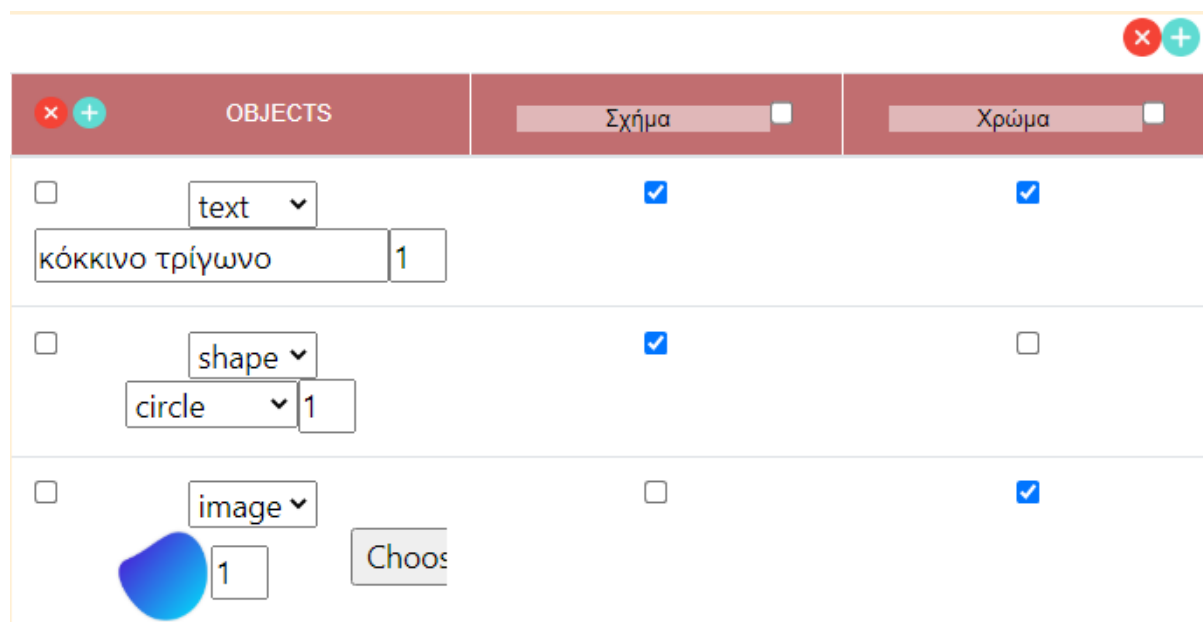 OBJECTS Σχήμα Χρώμα
text
κόκκινο τρίγωνο 1
shape
circle 1
image
1 Choos